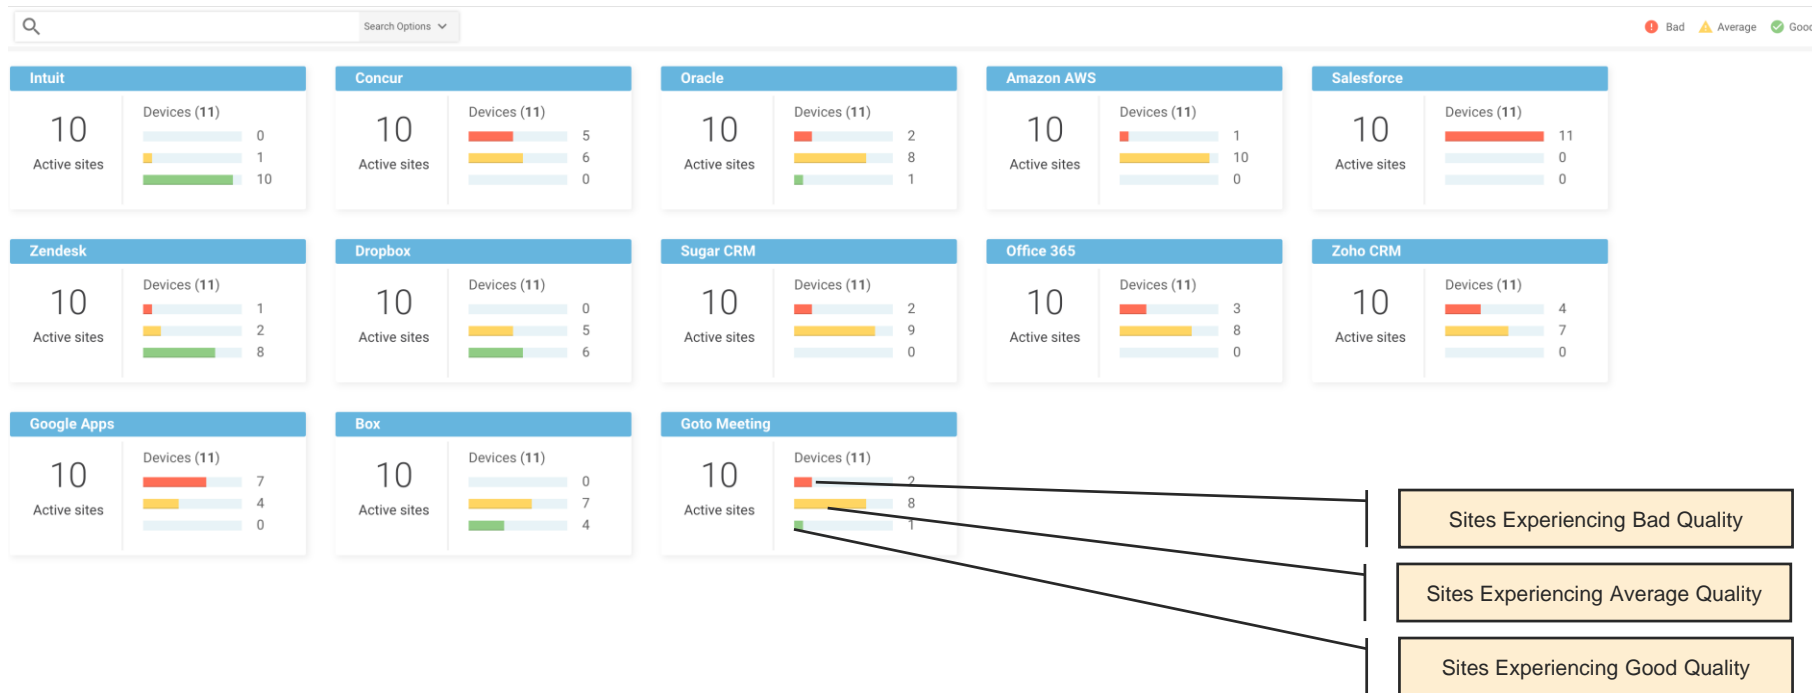 Search Options
Bad Average Good
Intuit
10
Active sites
Devices (11)
0
1
10
Concur
10
Active sites
Devices (11)
5
6
0
Oracle
10
Active sites
Devices (11)
2
8
1
Amazon AWS
10
Active sites
Devices (11)
1
10
0
Salesforce
10
Active sites
Devices (11)
11
0
0
Zendesk
10
Active sites
Devices (11)
1
2
8
Dropbox
10
Active sites
Devices (11)
0
5
6
Sugar CRM
10
Active sites
Devices (11)
2
9
0
Office 365
10
Active sites
Devices (11)
3
8
0
Zoho CRM
10
Active sites
Devices (11)
4
7
0
Google Apps
10
Active sites
Devices (11)
7
4
0
Box
10
Active sites
Devices (11)
0
7
4
Goto Meeting
10
Active sites
Devices (11)
2
8
1
Sites Experiencing Bad Quality
Sites Experiencing Average Quality
Sites Experiencing Good Quality